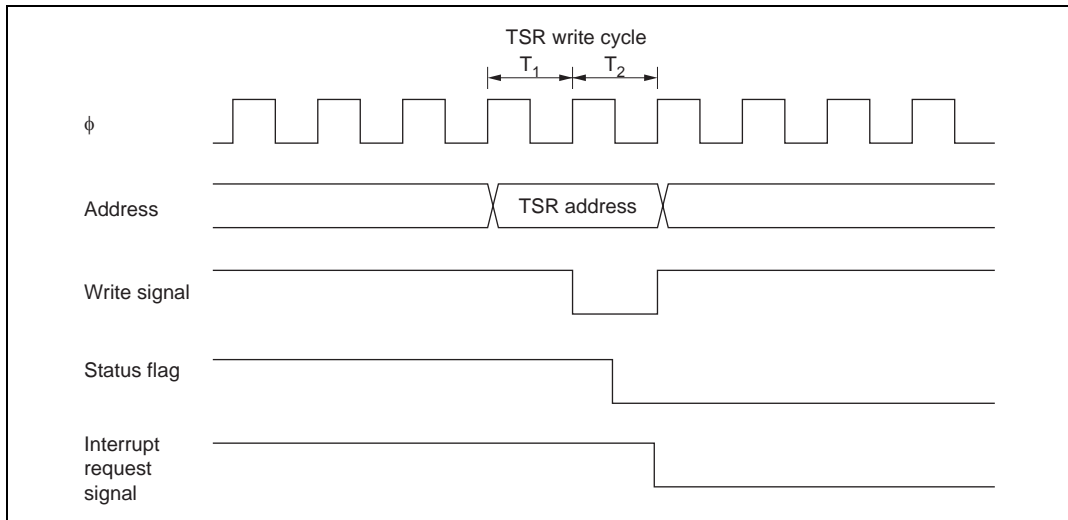 TSR write cycle
T1 T2
ϕ
Address
TSR address
Write signal
Status flag
Interrupt
request
signal